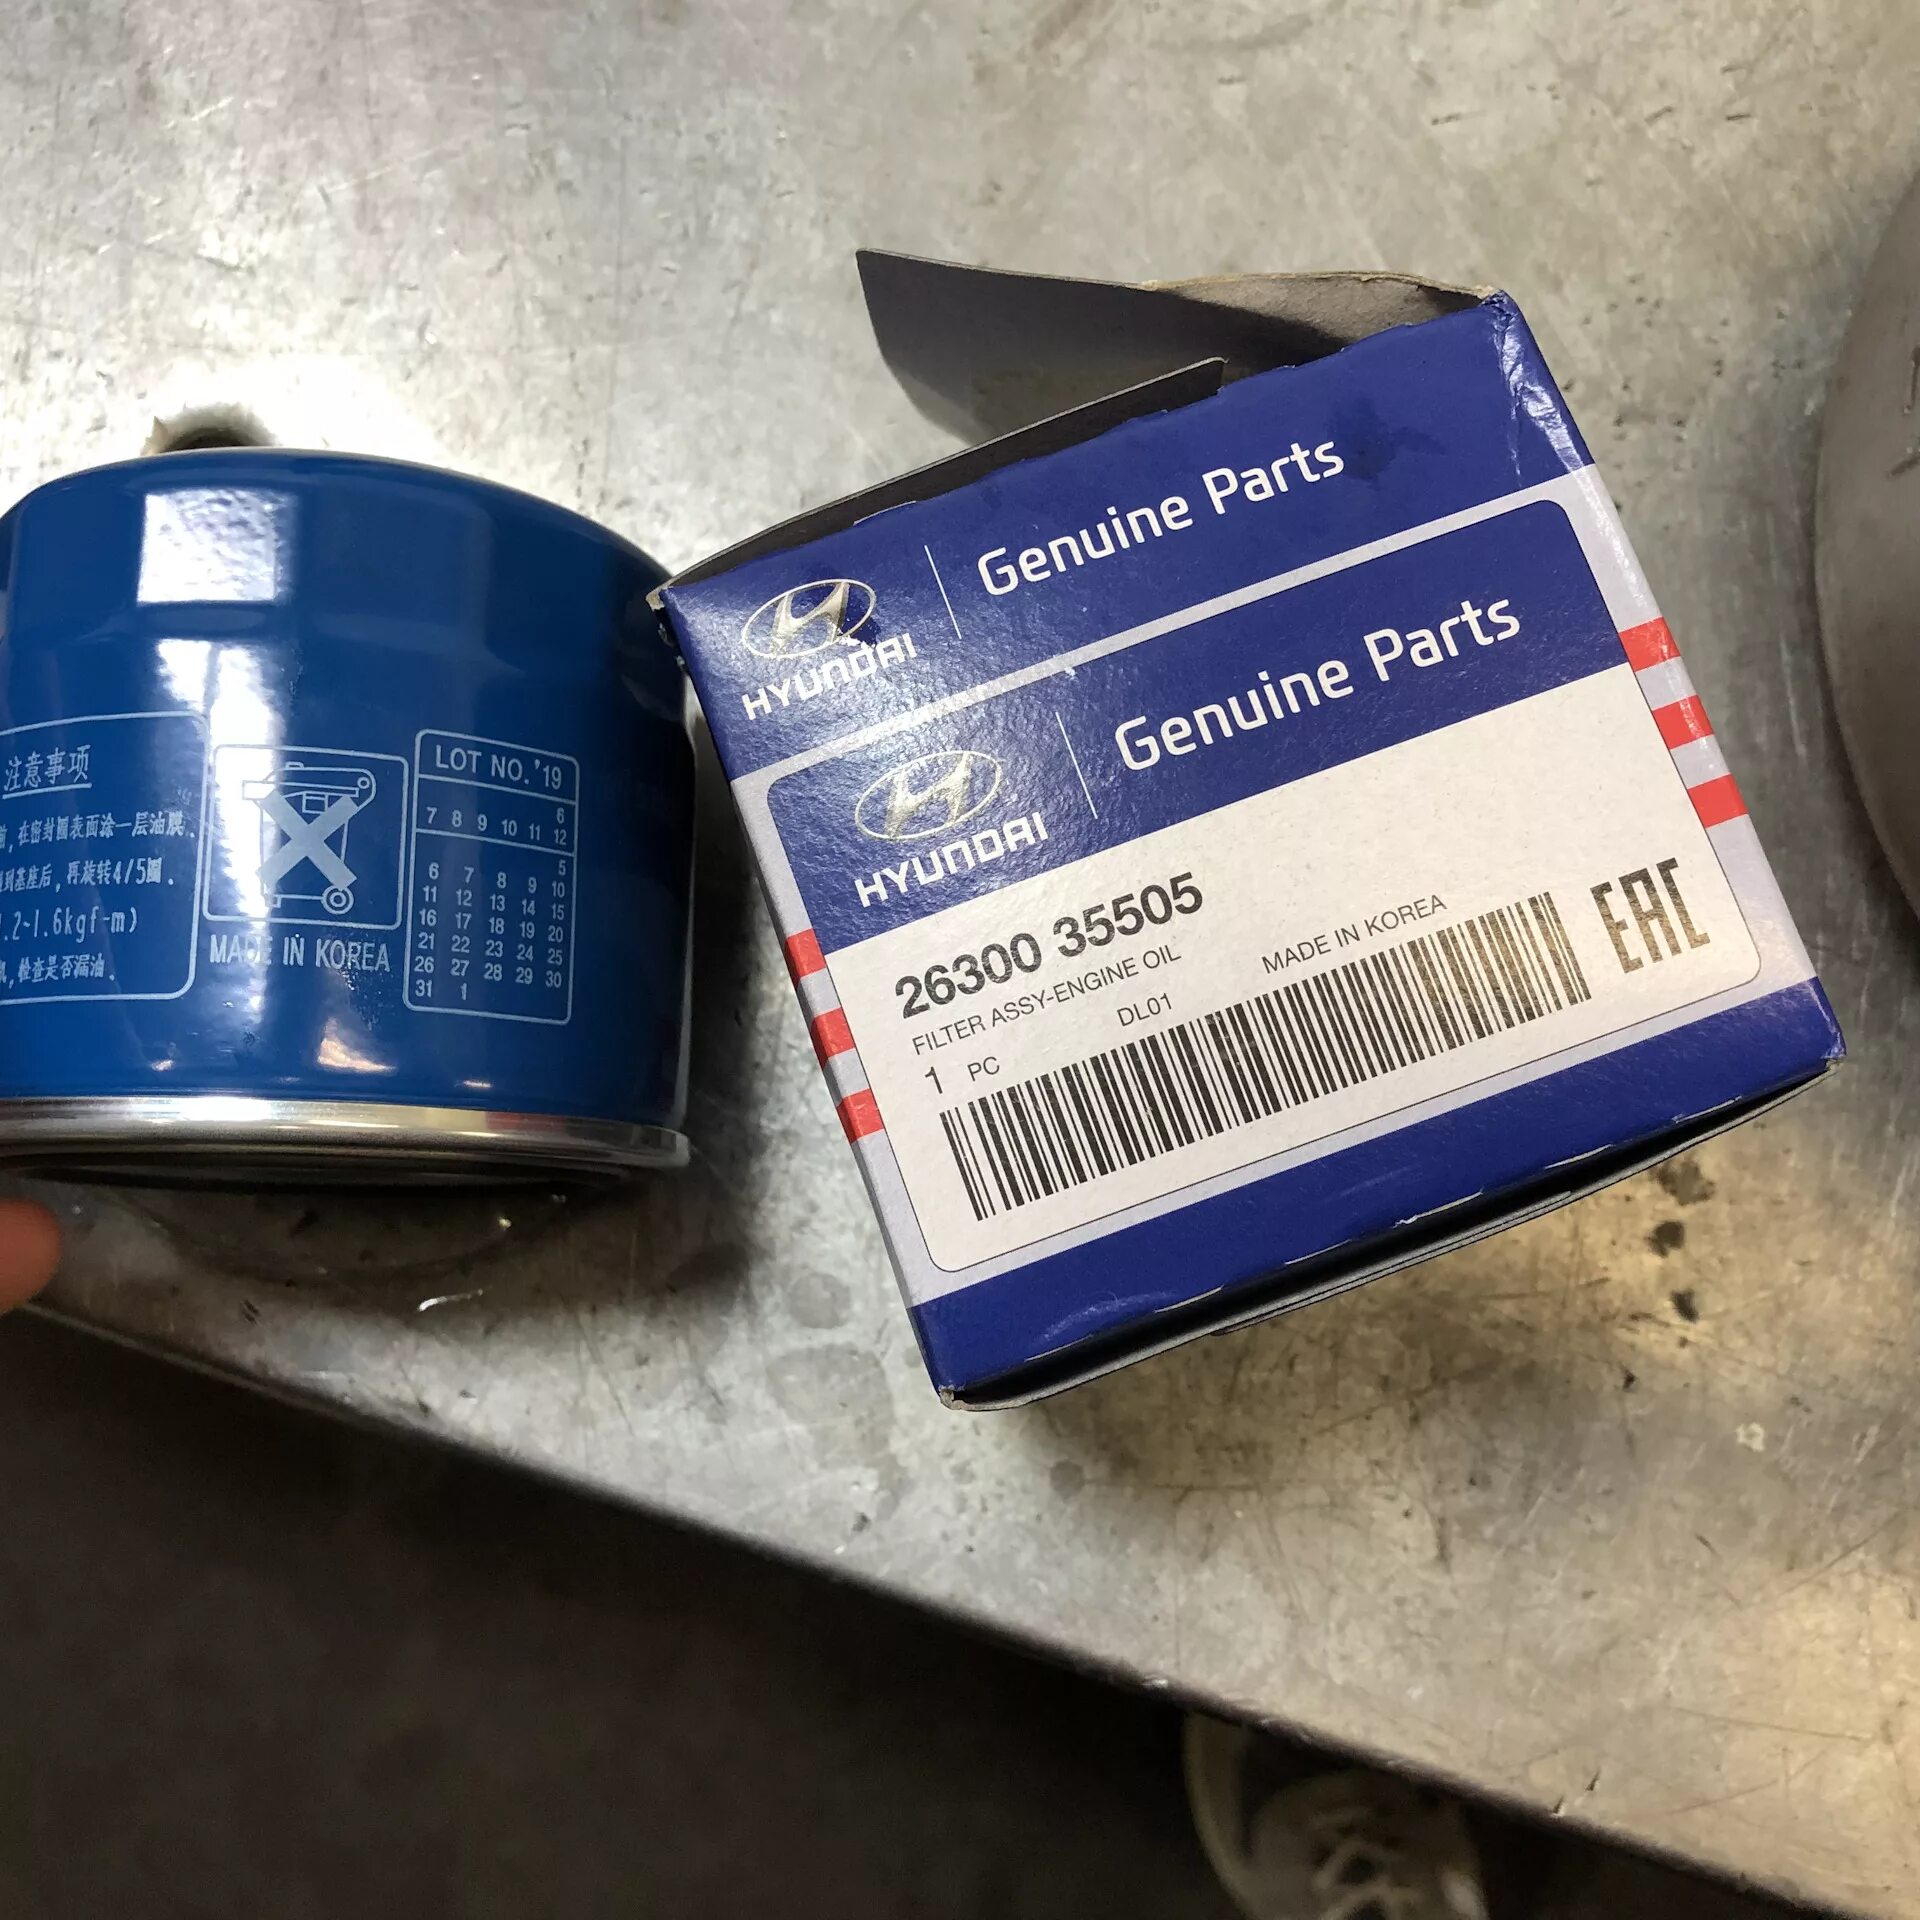 注意事项
前, 在密封圈表面涂一层油膜.
到基座后, 再旋转4/5圈.
1.2~1.6kgf-m)
机, 检查是否漏油.
MADE IN KOREA
LOT NO.'19
6
7 8 9 10 11 12
5
6 7 8 9 10
11 12 13 14 15
16 17 18 19 20
21 22 23 24 25
26 27 28 29 30
31 1
HYUNDAI
Genuine Parts
HYUNDAI
Genuine Parts
26300 35505
FILTER ASSY-ENGINE OIL
MADE IN KOREA
EAC
DL01
1 PC